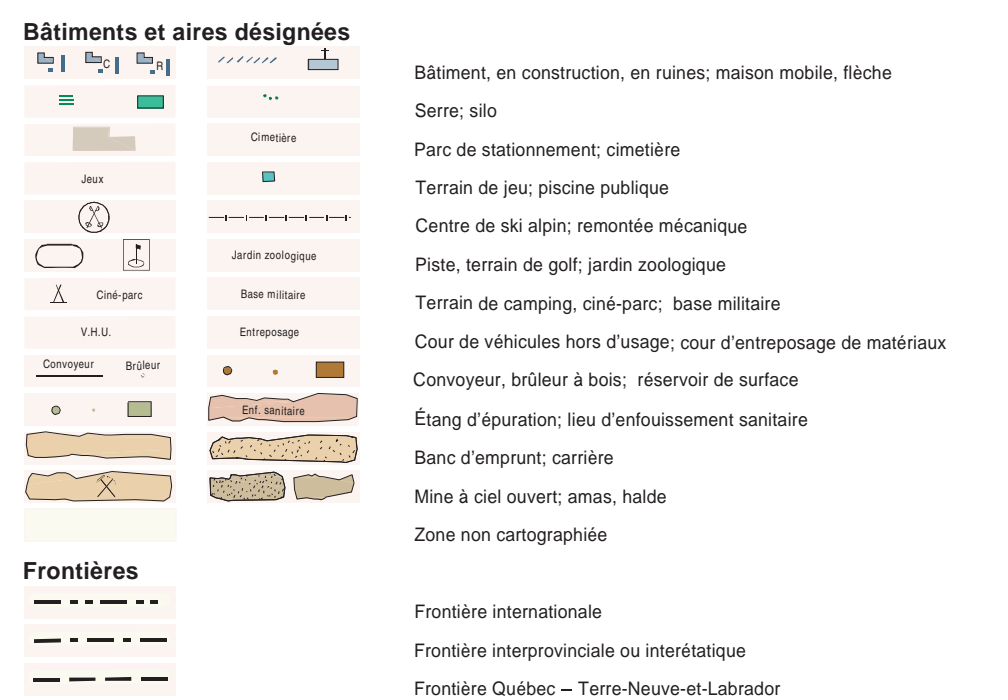 Bâtiments et aires désignées
C R Bâtiment, en construction, en ruines; maison mobile, flèche
Serre; silo
Cimetière Parc de stationnement; cimetière
Jeux Terrain de jeu; piscine publique
Centre de ski alpin; remontée mécanique
Jardin zoologique Piste, terrain de golf; jardin zoologique
Ciné-parc Base militaire Terrain de camping, ciné-parc; base militaire
V.H.U. Entreposage Cour de véhicules hors d'usage; cour d'entreposage de matériaux
Convoyeur Brûleur Convoyeur, brûleur à bois; réservoir de surface
Enf. sanitaire Étang d'épuration; lieu d'enfouissement sanitaire
Banc d'emprunt; carrière
Mine à ciel ouvert; amas, halde
Zone non cartographiée
Frontières
Frontière internationale
Frontière interprovinciale ou interétatique
Frontière Québec – Terre-Neuve-et-Labrador